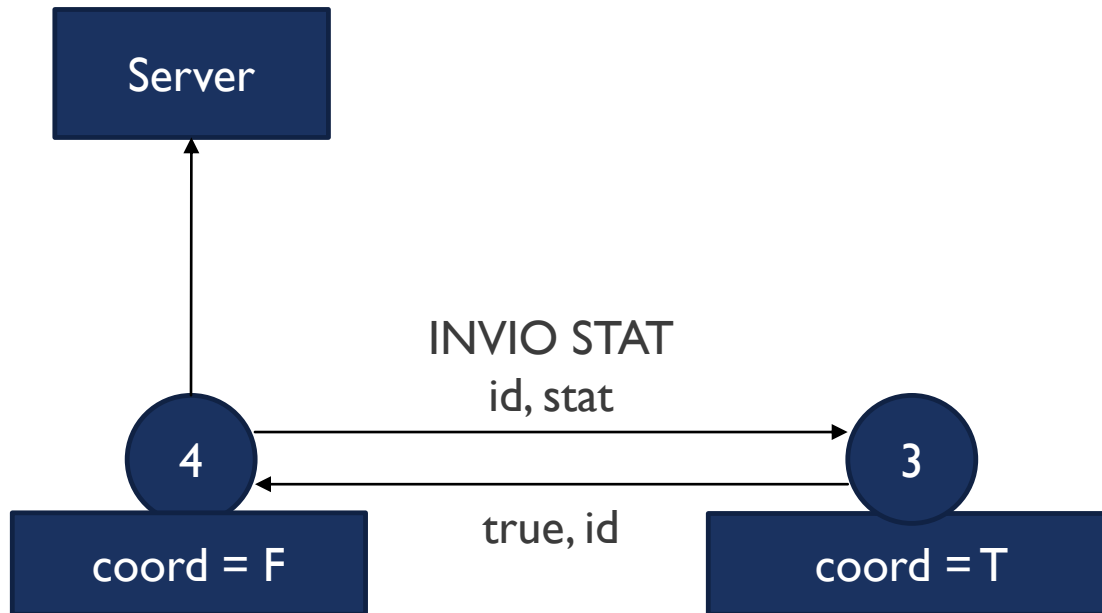 Server
INVIO STAT
id, stat
4
3
true, id
coord = F
coord = T